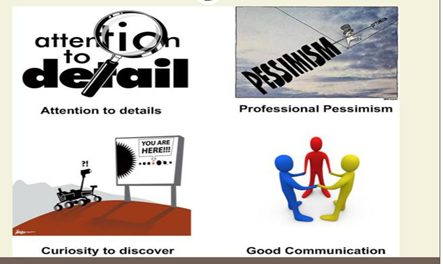 attention
to
detail
Attention to details
PESSIMISM
Professional Pessimism
?!
YOU ARE
HERE!!!
Curiosity to discover
Good Communication